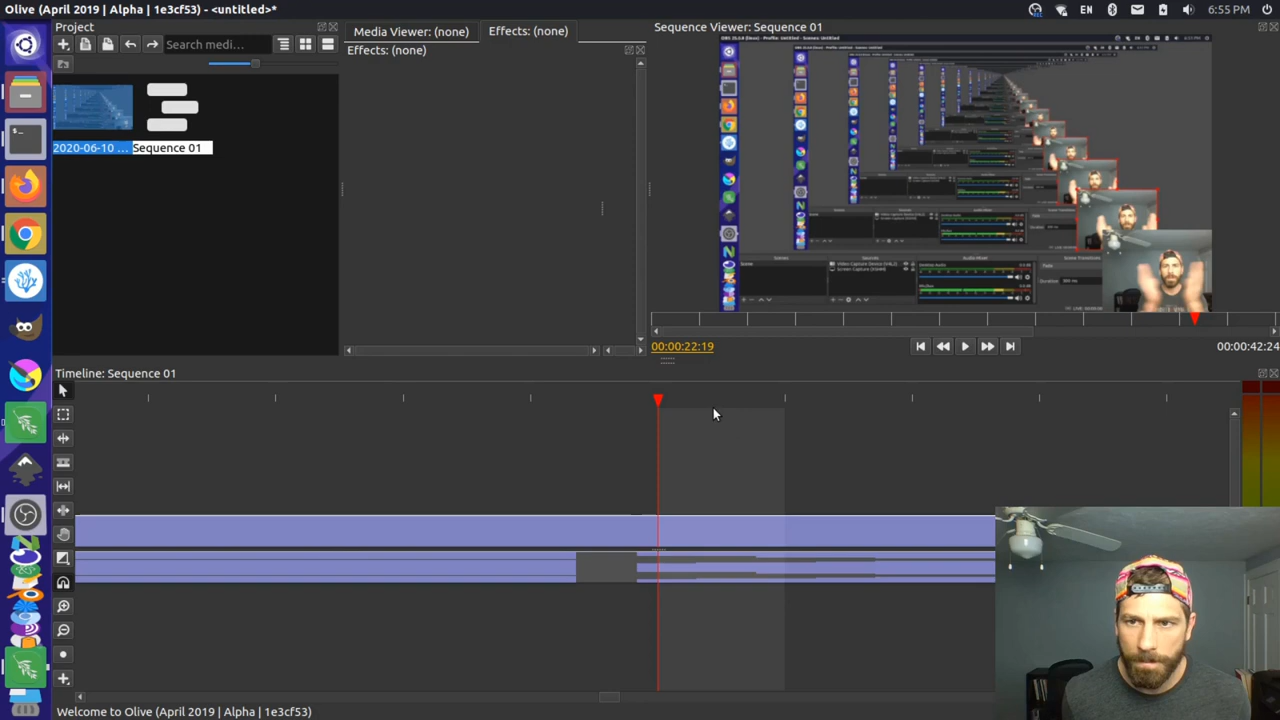 Olive (April 2019 | Alpha | 1e3cf53) - <untitled>*
EN
6:55 PM
Project
Media Viewer: (none)
Effects: (none)
Sequence Viewer: Sequence 01
Search medi...
Effects: (none)
2020-06-10 ...
Sequence 01
00:00:22:19
00:00:42:24
Timeline: Sequence 01
Welcome to Olive (April 2019 | Alpha | 1e3cf53)